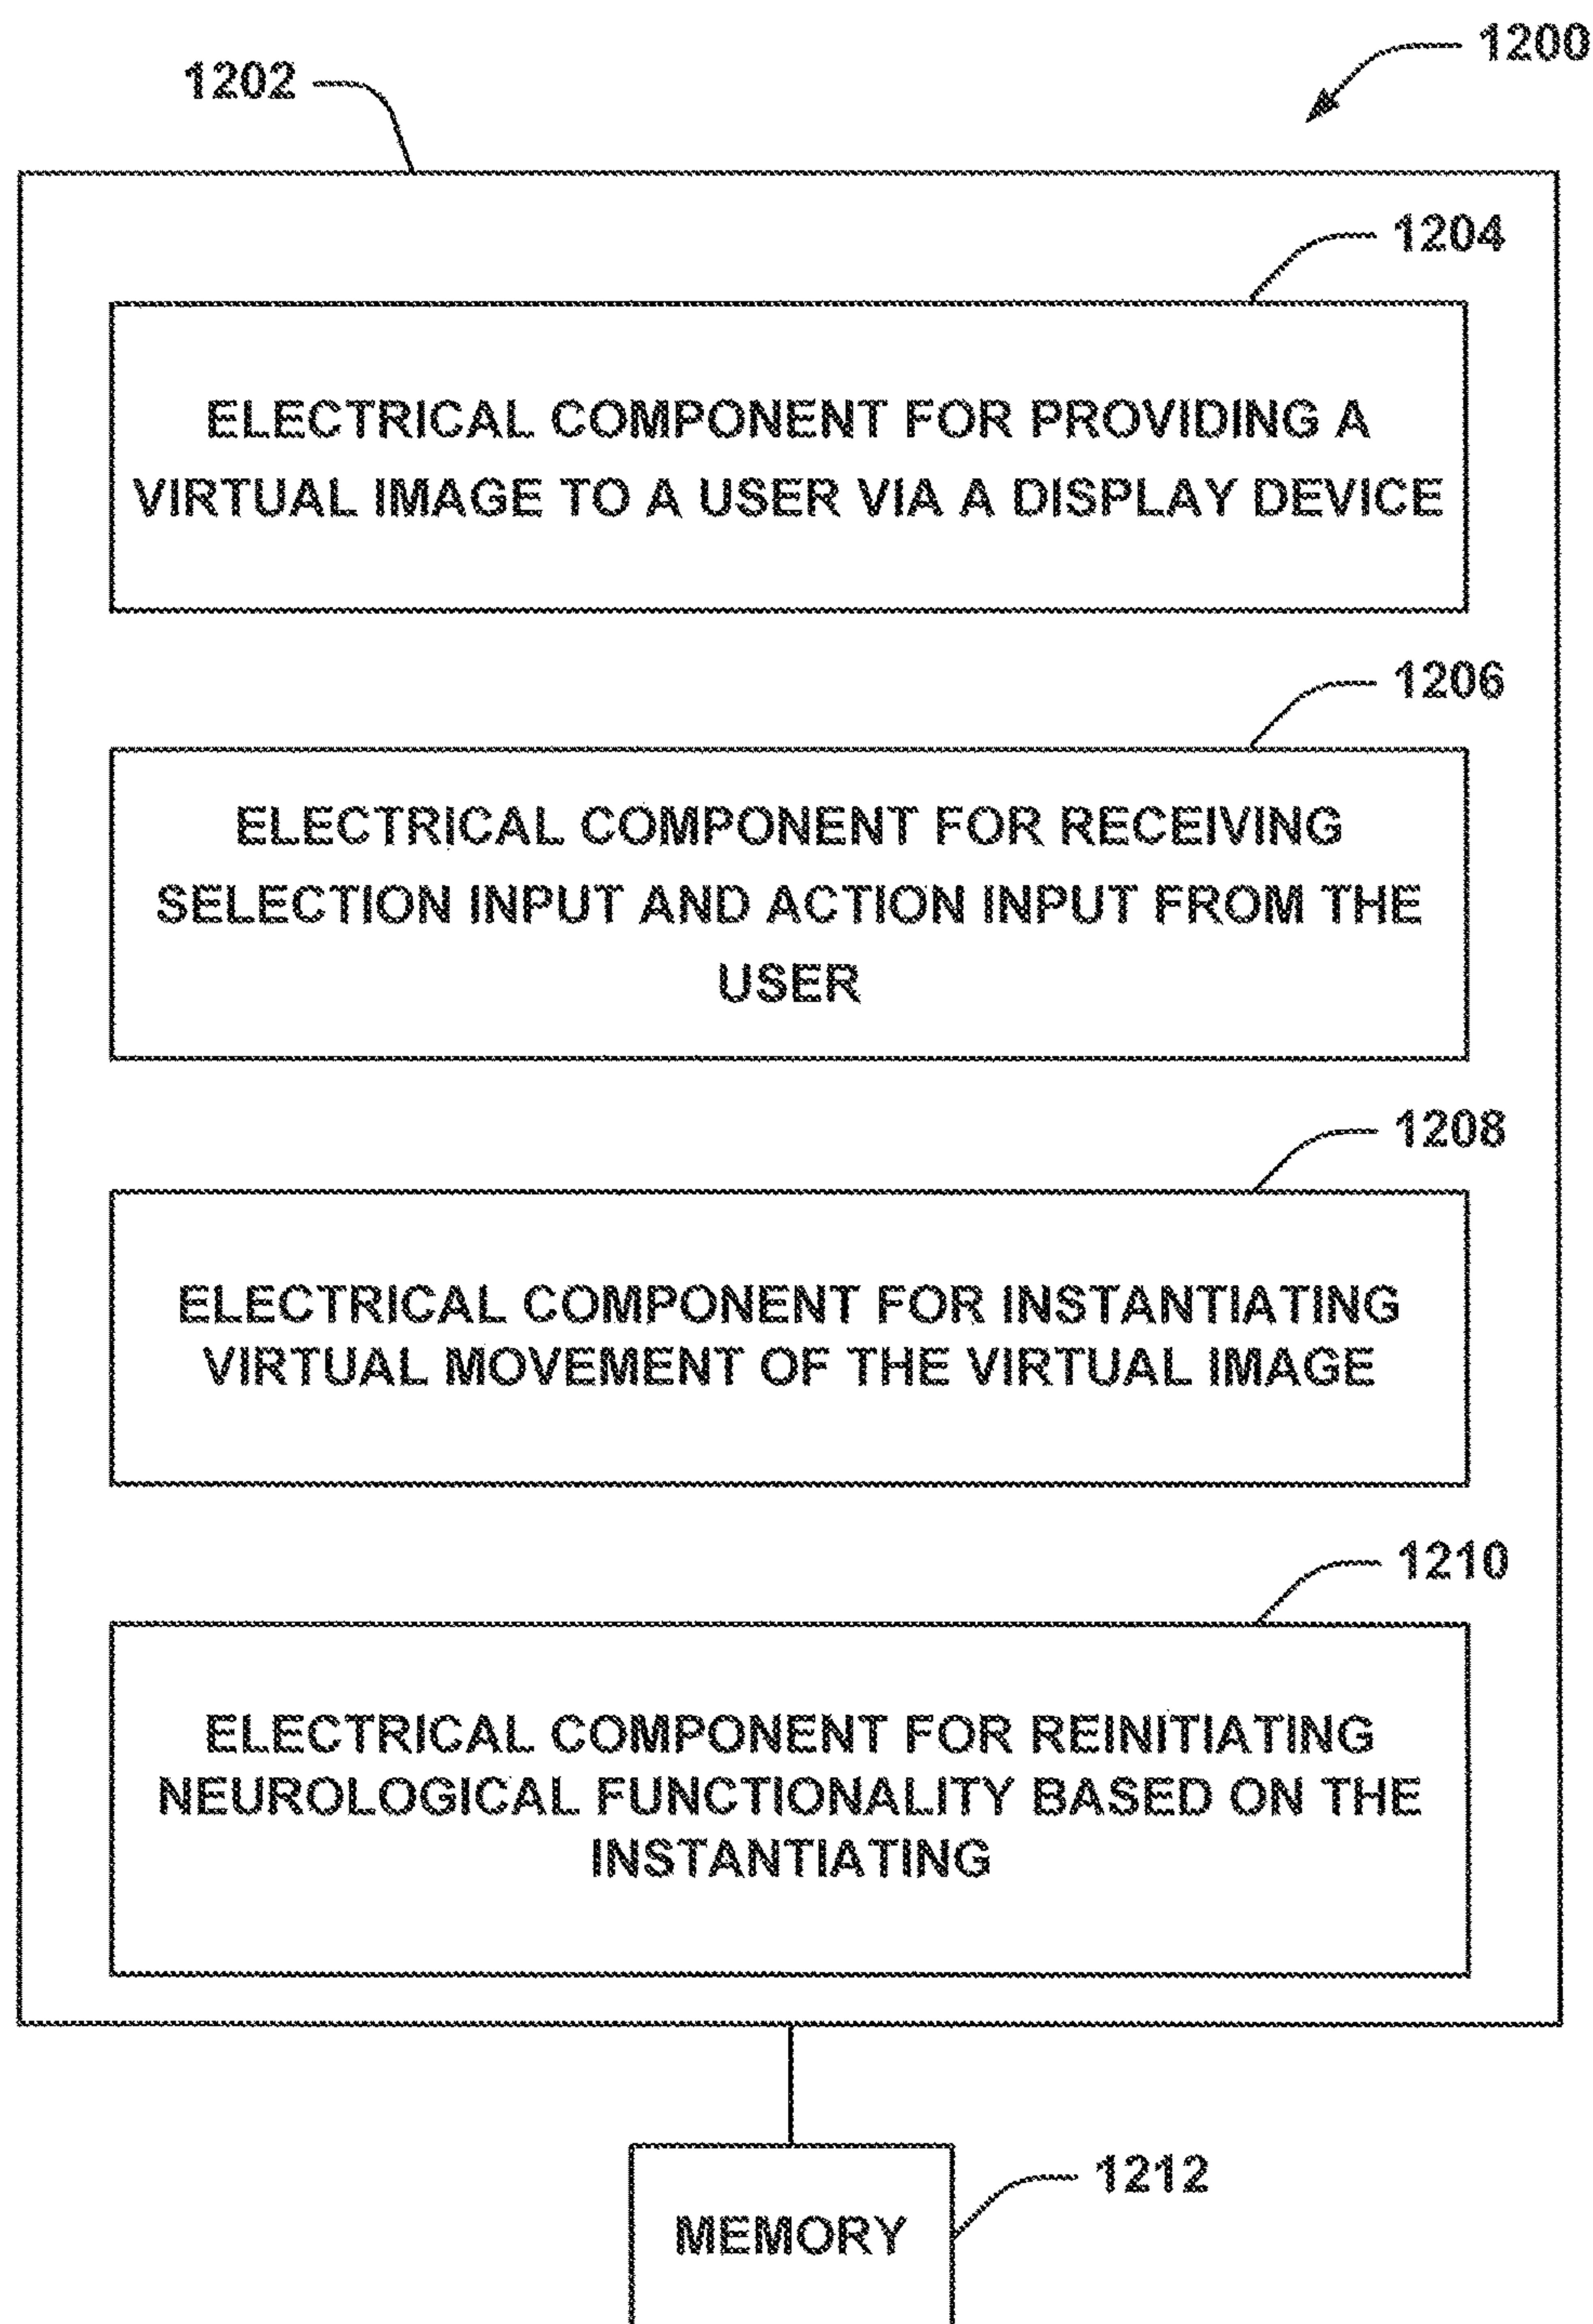 1200
1202
1204
ELECTRICAL COMPONENT FOR PROVIDING A
VIRTUAL IMAGE TO A USER VIA A DISPLAY DEVICE
1206
ELECTRICAL COMPONENT FOR RECEIVING
SELECTION INPUT AND ACTION INPUT FROM THE
USER
1208
ELECTRICAL COMPONENT FOR INSTANTIATING
VIRTUAL MOVEMENT OF THE VIRTUAL IMAGE
1210
ELECTRICAL COMPONENT FOR REINITIATING
NEUROLOGICAL FUNCTIONALITY BASED ON THE
INSTANTIATING
1212
MEMORY